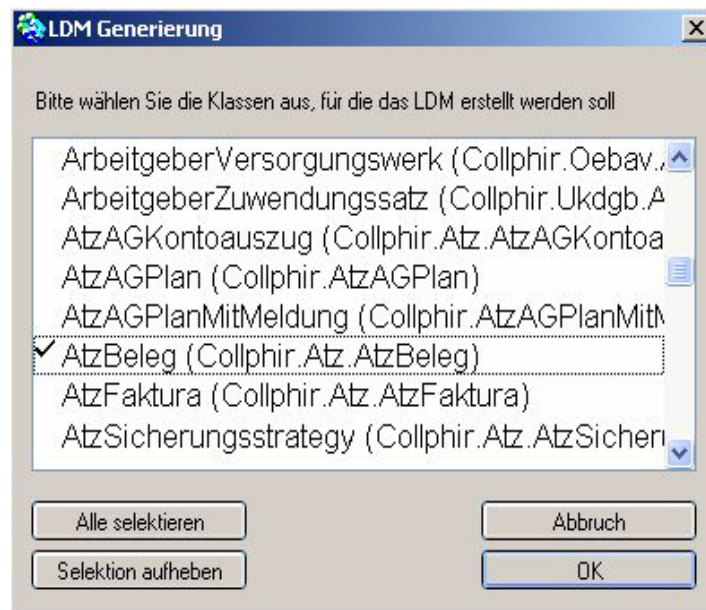 LDM Generierung
Bitte wählen Sie die Klassen aus, für die das LDM erstellt werden soll
ArbeitgeberVersorgungswerk (Collphir.Oebav.
ArbeitgeberZuwendungssatz (Collphir.Ukdgb.A
AtzAGKontoauszug (Collphir.Atz.AtzAGKontoa
AtzAGPlan (Collphir.AtzAGPlan)
AtzAGPlanMitMeldung (Collphir.AtzAGPlanMitM
AtzBeleg (Collphir.Atz.AtzBeleg)
AtzFaktura (Collphir.Atz.AtzFaktura)
AtzSicherungsstrategy (Collphir.Atz.AtzSicher
Alle selektieren
Abbruch
Selektion aufheben
OK